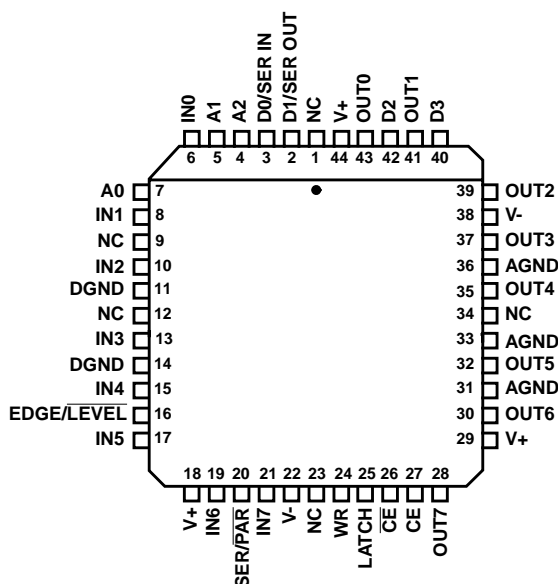 IN0
A1
A2
D0/SER IN
D1/SER OUT
NC
V+
OUT0
D2
OUT1
D3
6 5 4 3 2 1 44 43 42 41 40
A0 7
IN1 8
NC 9
IN2 10
DGND 11
NC 12
IN3 13
DGND 14
IN4 15
EDGE/LEVEL 16
IN5 17
39 OUT2
38 V-
37 OUT3
36 AGND
35 OUT4
34 NC
33 AGND
32 OUT5
31 AGND
30 OUT6
29 V+
18 19 20 21 22 23 24 25 26 27 28
V+
IN6
SER/PAR
IN7
V-
NC
WR
LATCH
CE
CE
OUT7